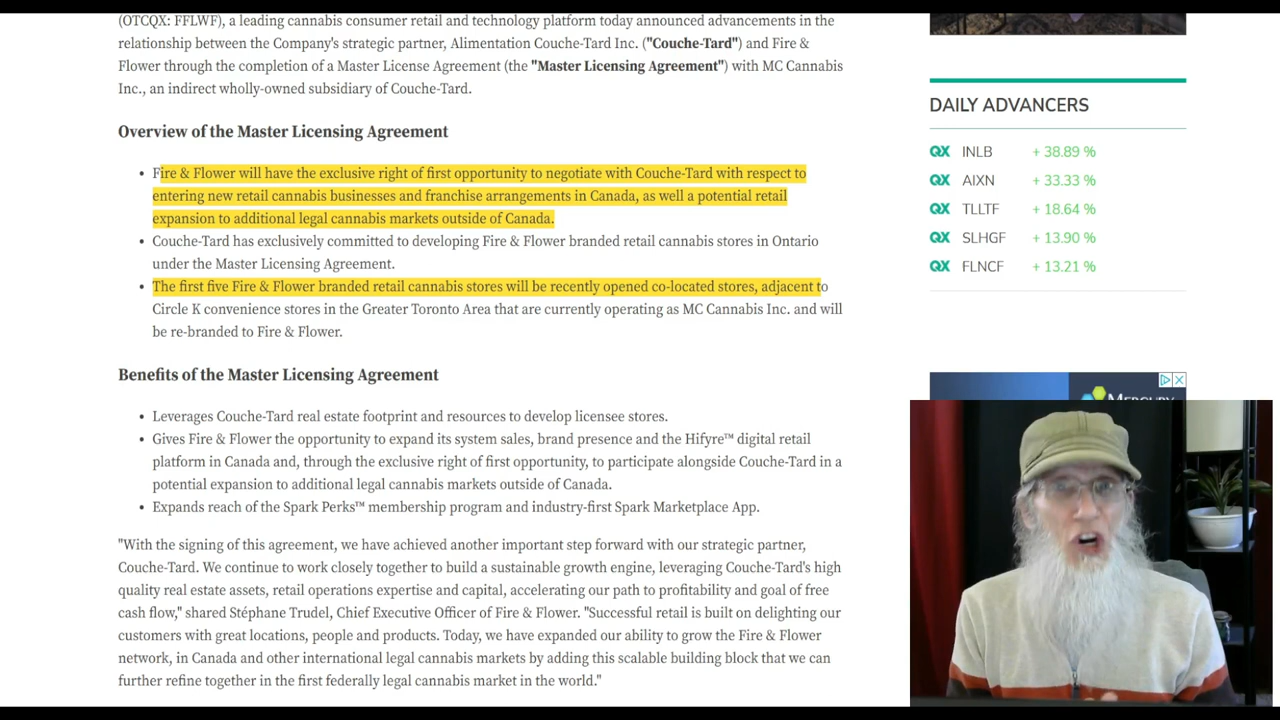 (OTCQX: FFLWF), a leading cannabis consumer retail and technology platform today announced advancements in the
relationship between the Company's strategic partner, Alimentation Couche-Tard Inc. ("Couche-Tard") and Fire &
Flower through the completion of a Master License Agreement (the "Master Licensing Agreement") with MC Cannabis
Inc., an indirect wholly-owned subsidiary of Couche-Tard.
Overview of the Master Licensing Agreement
• Fire & Flower will have the exclusive right of first opportunity to negotiate with Couche-Tard with respect to
entering new retail cannabis businesses and franchise arrangements in Canada, as well a potential retail
expansion to additional legal cannabis markets outside of Canada.
• Couche-Tard has exclusively committed to developing Fire & Flower branded retail cannabis stores in Ontario
under the Master Licensing Agreement.
• The first five Fire & Flower branded retail cannabis stores will be recently opened co-located stores, adjacent to
Circle K convenience stores in the Greater Toronto Area that are currently operating as MC Cannabis Inc. and will
be re-branded to Fire & Flower.
Benefits of the Master Licensing Agreement
• Leverages Couche-Tard real estate footprint and resources to develop licensee stores.
• Gives Fire & Flower the opportunity to expand its system sales, brand presence and the Hifyre™ digital retail
platform in Canada and, through the exclusive right of first opportunity, to participate alongside Couche-Tard in a
potential expansion to additional legal cannabis markets outside of Canada.
• Expands reach of the Spark Perks™ membership program and industry-first Spark Marketplace App.
"With the signing of this agreement, we have achieved another important step forward with our strategic partner,
Couche-Tard. We continue to work closely together to build a sustainable growth engine, leveraging Couche-Tard's high
quality real estate assets, retail operations expertise and capital, accelerating our path to profitability and goal of free
cash flow," shared Stéphane Trudel, Chief Executive Officer of Fire & Flower. "Successful retail is built on delighting our
customers with great locations, people and products. Today, we have expanded our ability to grow the Fire & Flower
network, in Canada and other international legal cannabis markets by adding this scalable building block that we can
further refine together in the first federally legal cannabis market in the world."
DAILY ADVANCERS
QX INLB + 38.89 %
QX AIXN + 33.33 %
QX TLLTF + 18.64 %
QX SLHGF + 13.90 %
QX FLNCF + 13.21 %